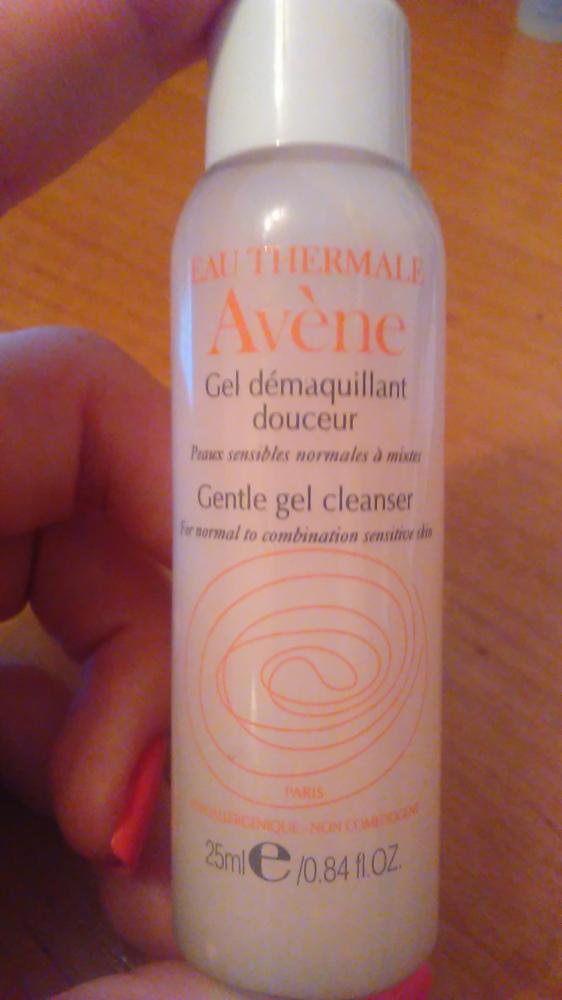 EAU THERMALE
Avène
Gel démaquillant
douceur
Peaux sensibles normales à mixtes
Gentle gel cleanser
For normal to combination sensitive skin
PARIS
HYPOALLERGENIQUE - NON COMEDOGENE
25ml e /0.84 fl.OZ.